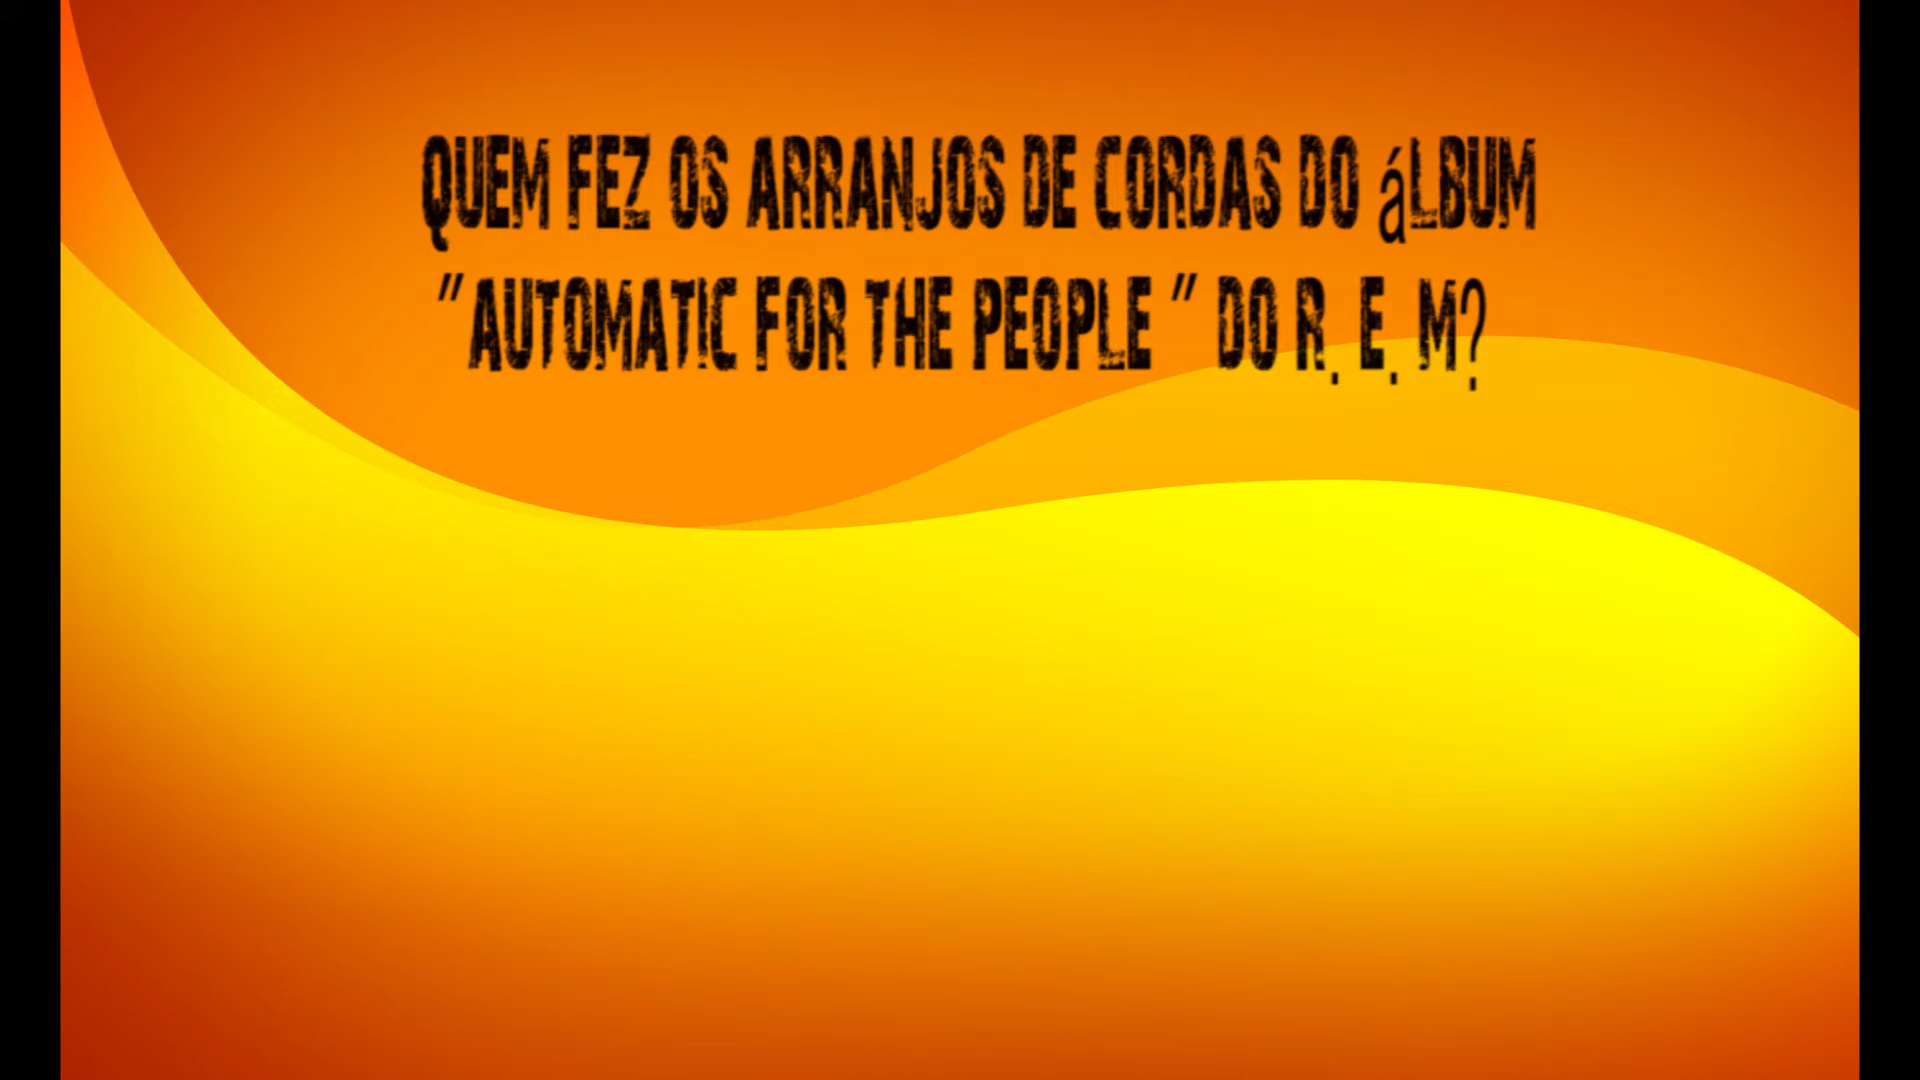 QUEM FEZ OS ARRANJOS DE CORDAS DO áLBUM
"AUTOMATIC FOR THE PEOPLE " DO R. E. M?